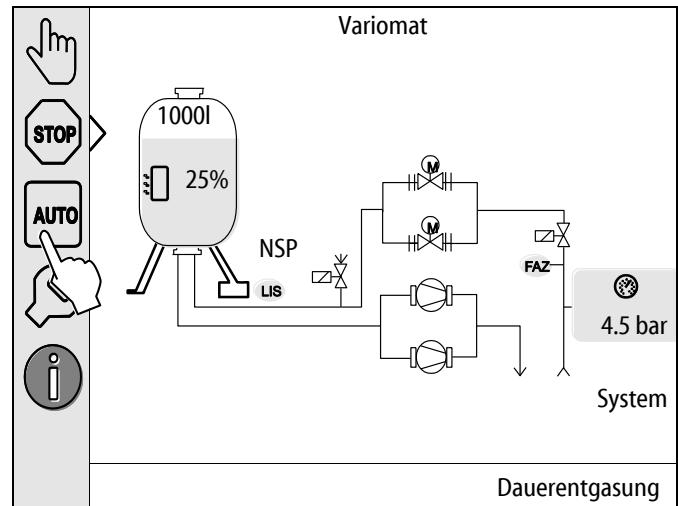 Variomat
STOP
1000l
25%
M
AUTO
M
NSP
LIS
FAZ
4.5 bar
System
i
Dauerentgasung